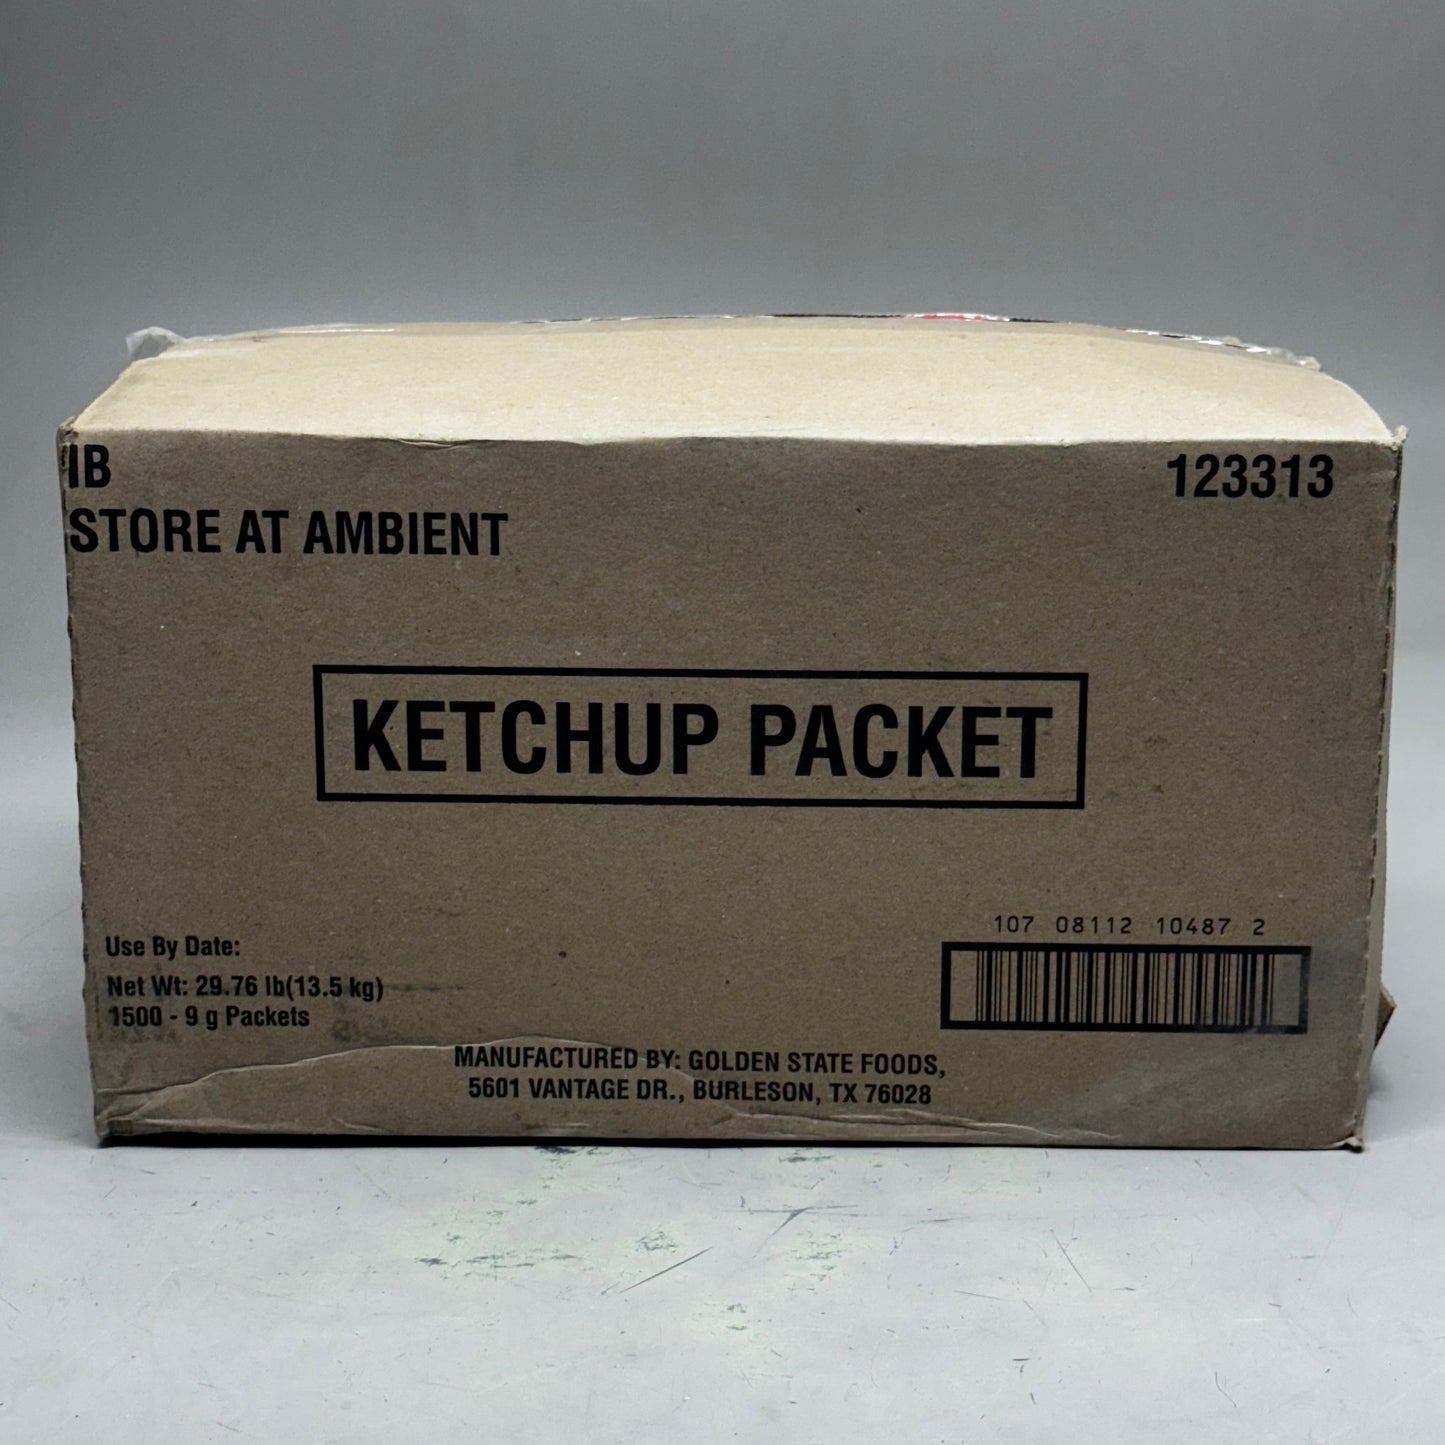 IB
123313
STORE AT AMBIENT
KETCHUP PACKET
107 08112 10487 2
Use By Date:
Net Wt: 29.76 lb(13.5 kg)
1500 - 9 g Packets
MANUFACTURED BY: GOLDEN STATE FOODS,
5601 VANTAGE DR., BURLESON, TX 76028